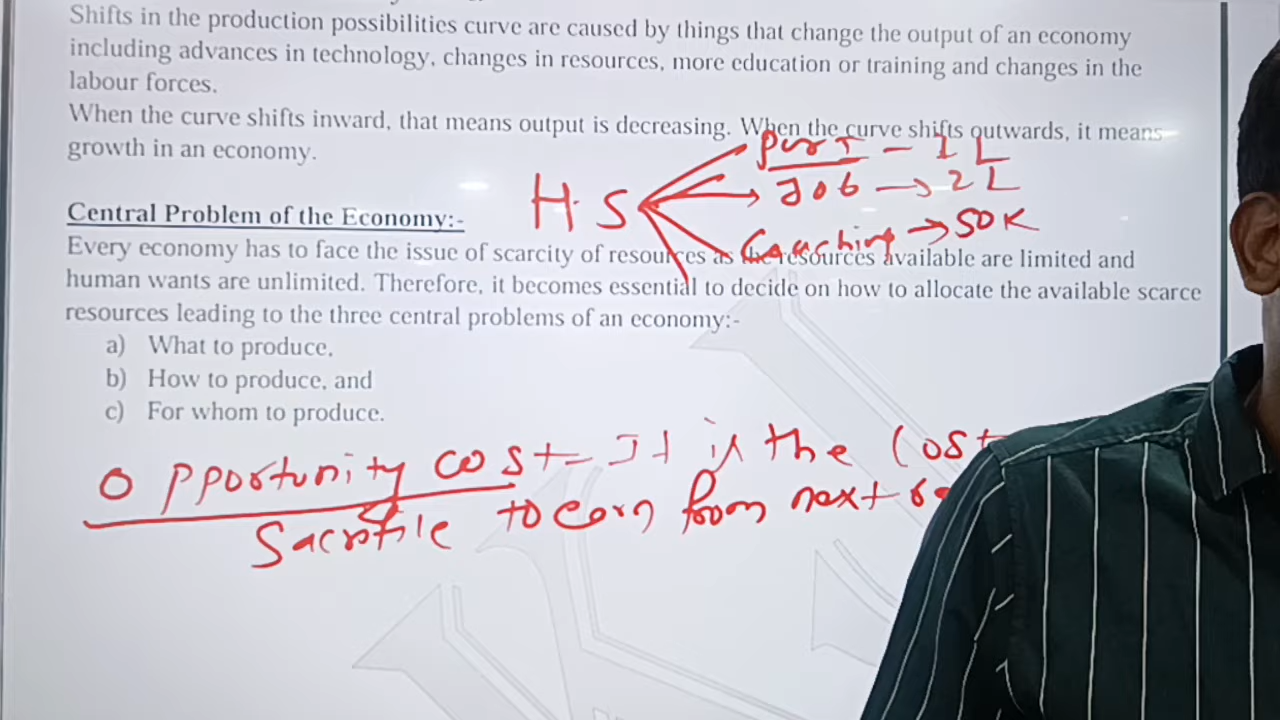 Shifts in the production possibilities curve are caused by things that change the output of an economy
including advances in technology, changes in resources, more education or training and changes in the
labour forces.
When the curve shifts inward, that means output is decreasing. When the curve shifts outwards, it means
growth in an economy.
- 1 L
Job → 2 L
H.S
→ 50K
Central Problem of the Economy:-
Every economy has to face the issue of scarcity of resources as the resources available are limited and
human wants are unlimited. Therefore, it becomes essential to decide on how to allocate the available scarce
resources leading to the three central problems of an economy:-
a) What to produce,
b) How to produce, and
c) For whom to produce.
Opportunity cost - It is the Cost
to earn from next